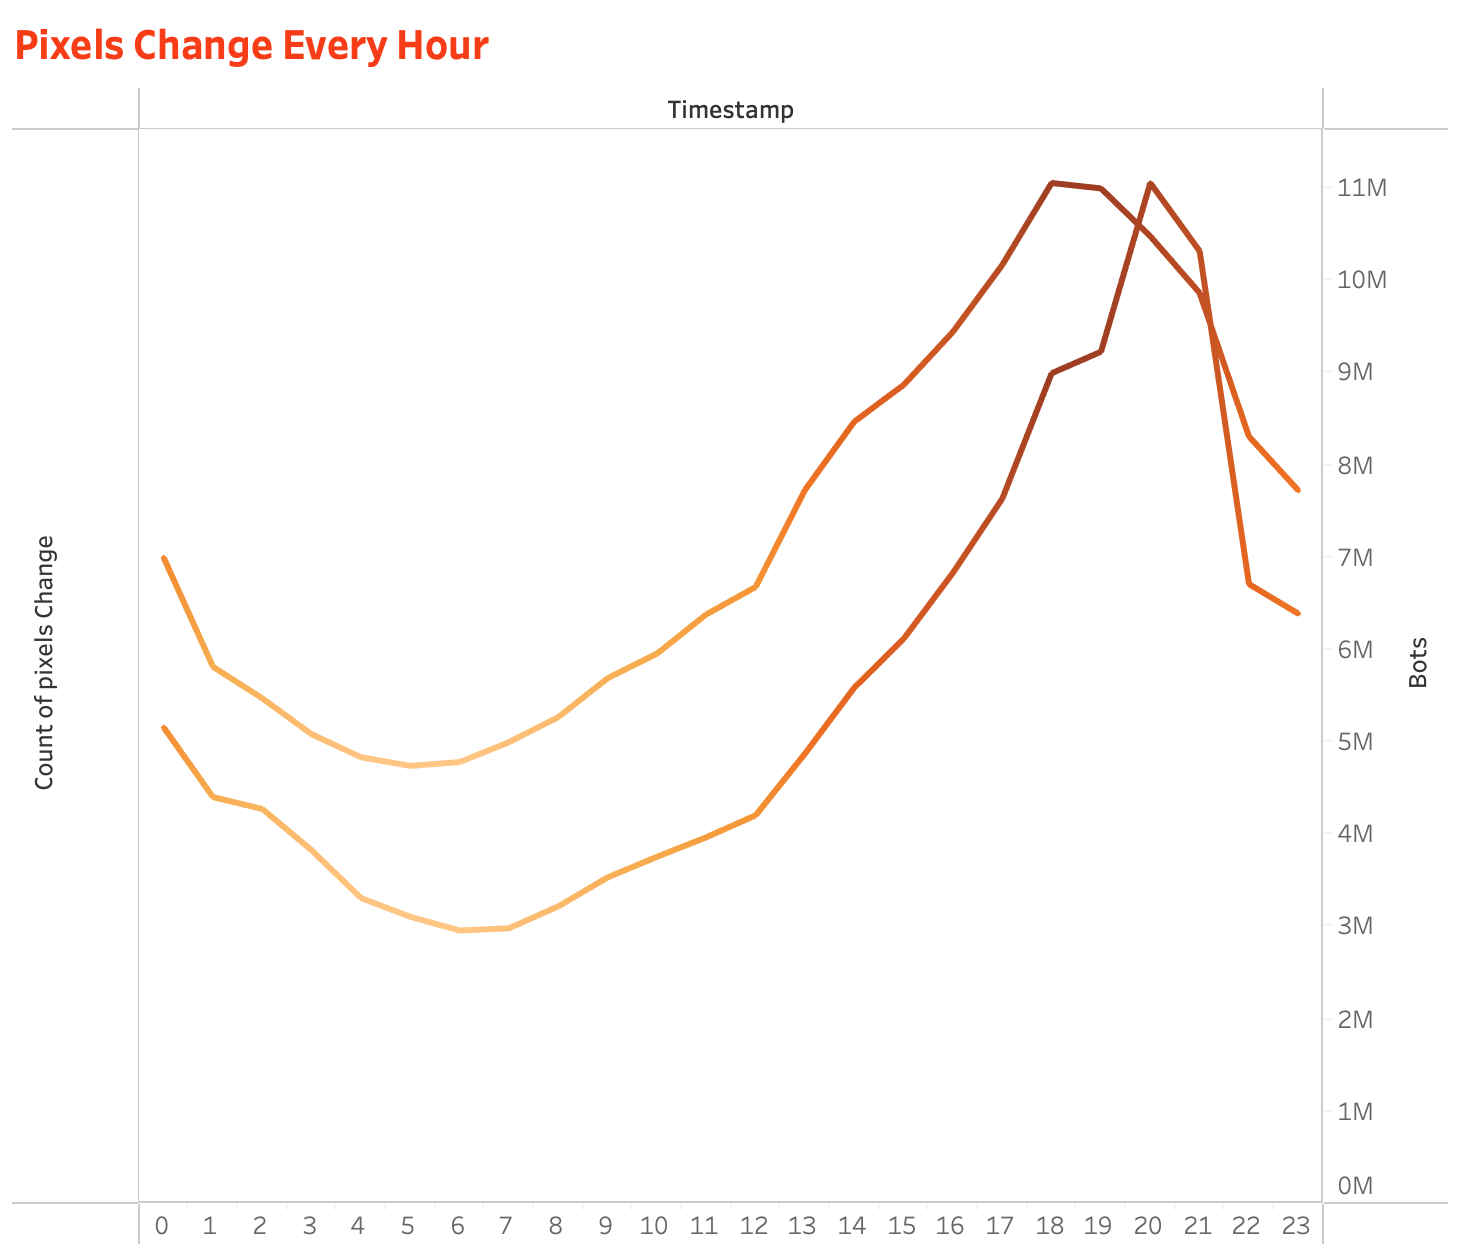 Pixels Change Every Hour
Timestamp
Count of pixels Change
11M
10M
9M
8M
7M
6M
5M
4M
3M
2M
1M
0M
Bots
0 1 2 3 4 5 6 7 8 9 10 11 12 13 14 15 16 17 18 19 20 21 22 23